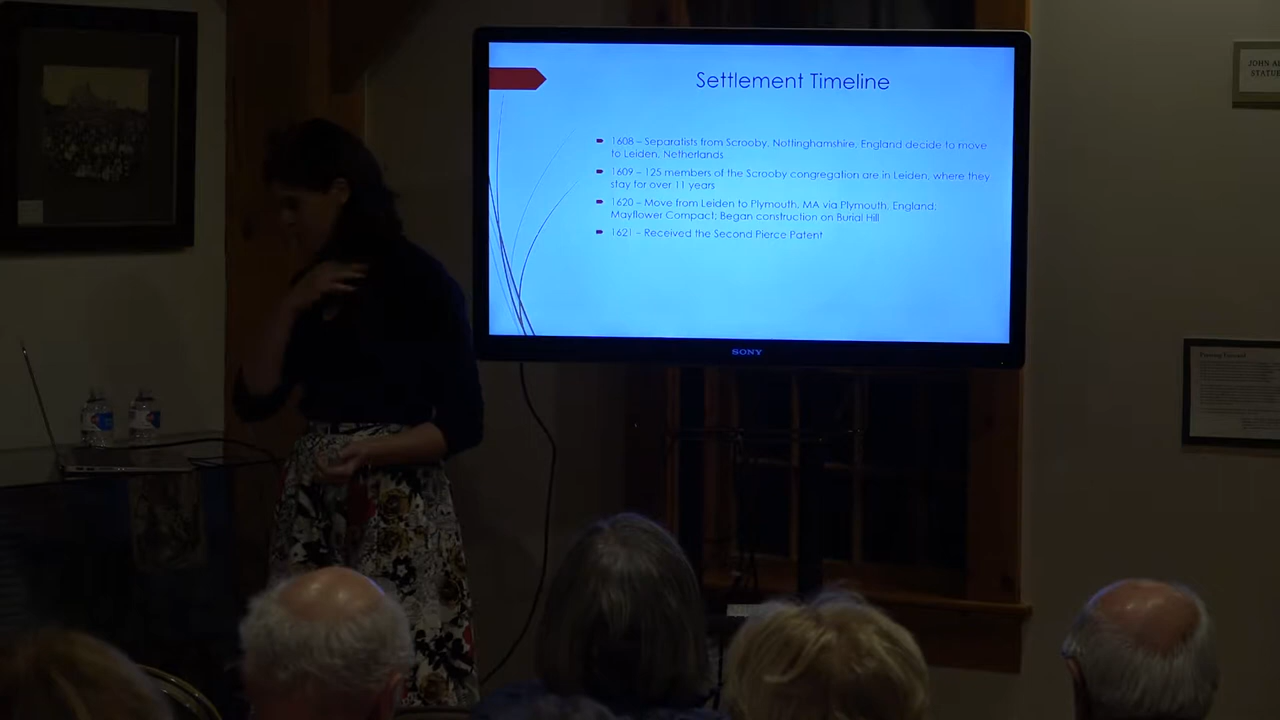 Settlement Timeline
1608 – Separatists from Scrooby, Nottinghamshire, England decide to move
to Leiden, Netherlands
1609 – 125 members of the Scrooby congregation are in Leiden, where they
stay for over 11 years
1620 – Move from Leiden to Plymouth, MA via Plymouth, England;
Mayflower Compact; Began construction on Burial Hill
1621 – Received the Second Pierce Patent
SONY
JOHN
STATUE